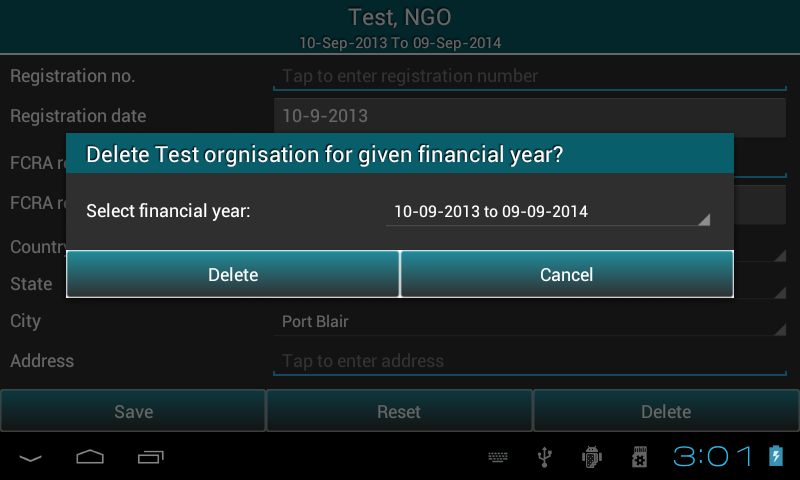 Test, NGO
10-Sep-2013 To 09-Sep-2014
Registration no. Tap to enter registration number
Registration date 10-9-2013
Delete Test orgnisation for given financial year?
FCRA
FCRA
Select financial year: 10-09-2013 to 09-09-2014
Country
Delete Cancel
State
City Port Blair
Address Tap to enter address
Save Reset Delete
3:01